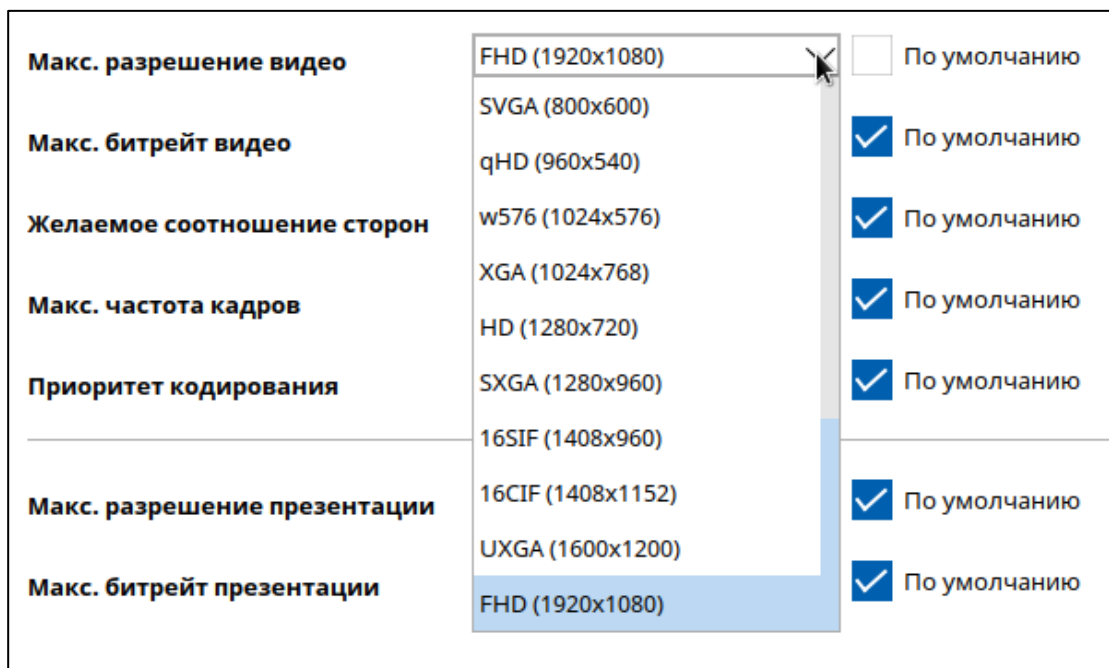 Макс. разрешение видео
FHD (1920x1080)
По умолчанию
SVGA (800x600)
Макс. битрейт видео
По умолчанию
qHD (960x540)
Желаемое соотношение сторон
w576 (1024x576)
По умолчанию
XGA (1024x768)
Макс. частота кадров
По умолчанию
HD (1280x720)
Приоритет кодирования
SXGA (1280x960)
По умолчанию
16SIF (1408x960)
Макс. разрешение презентации
16CIF (1408x1152)
По умолчанию
UXGA (1600x1200)
Макс. битрейт презентации
По умолчанию
FHD (1920x1080)